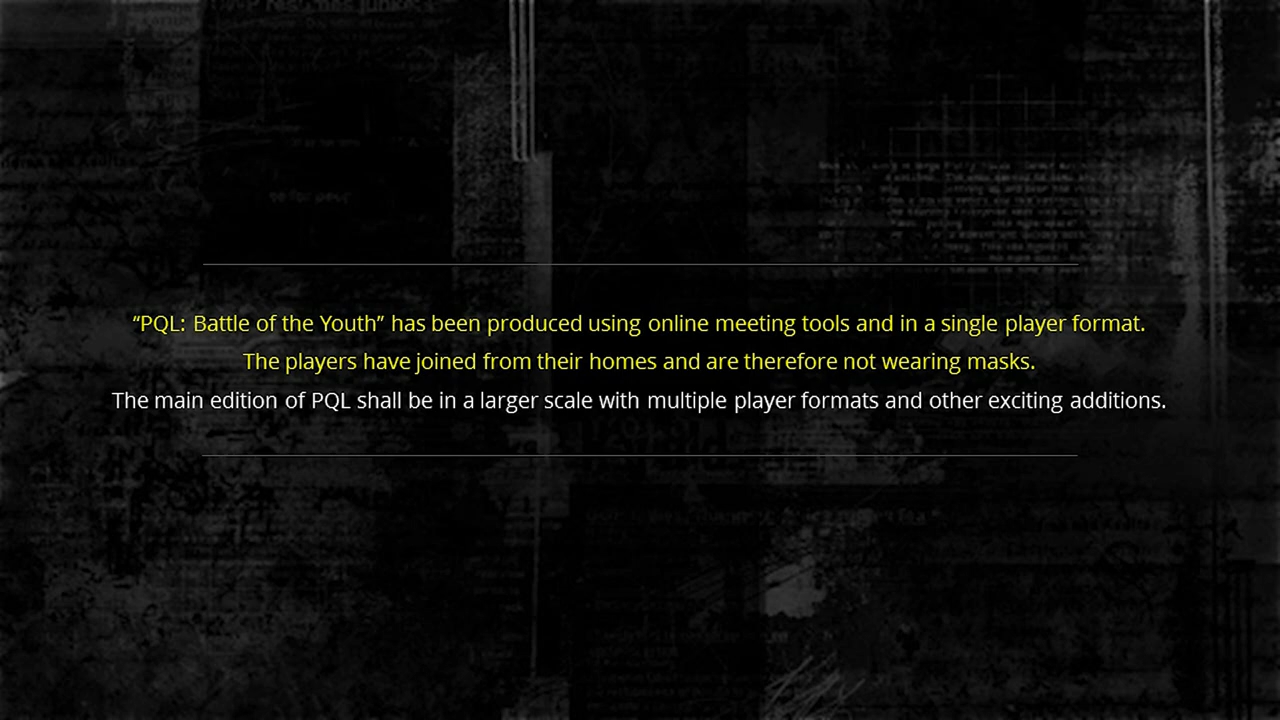 “PQL: Battle of the Youth” has been produced using online meeting tools and in a single player format.
The players have joined from their homes and are therefore not wearing masks.
The main edition of PQL shall be in a larger scale with multiple player formats and other exciting additions.